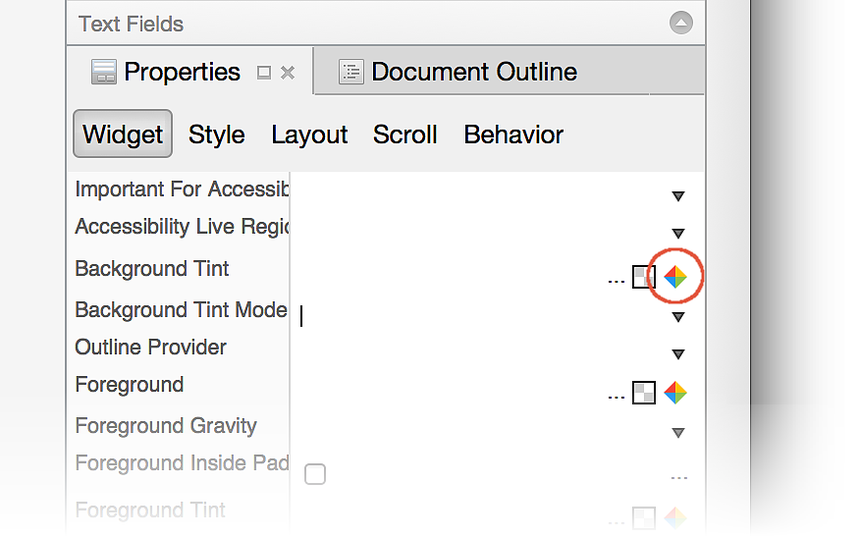 Text Fields
Properties
Document Outline
Widget Style Layout Scroll Behavior
Important For Accessib
Accessibility Live Regic
Background Tint
...
Background Tint Mode
Outline Provider
Foreground
...
Foreground Gravity
Foreground Inside Pad
...
Foreground Tint
...